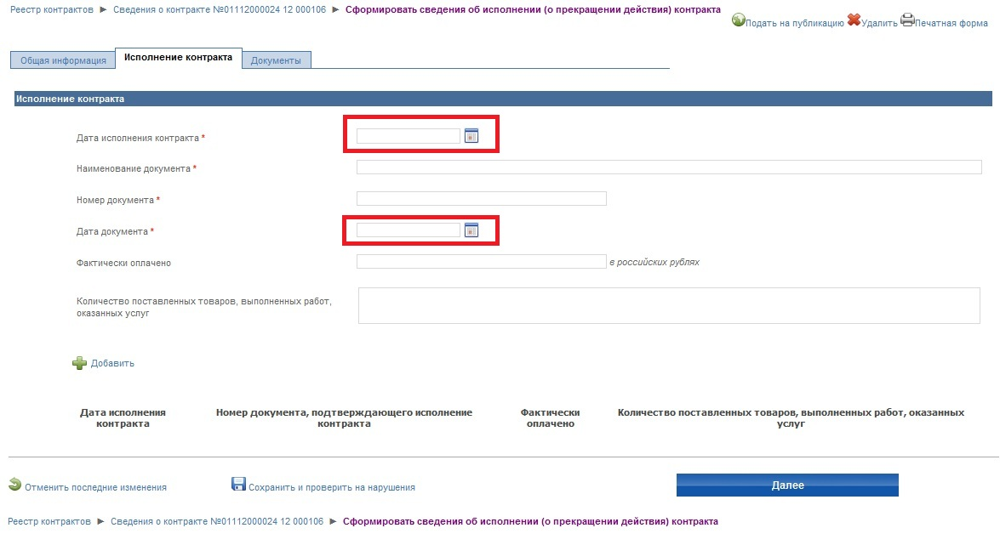 Реестр контрактов ► Сведения о контракте №01112000024 12 000106 ► Сформировать сведения об исполнении (о прекращении действия) контракта
Подать на публикацию Удалить Печатная форма
Общая информация Исполнение контракта Документы
Исполнение контракта
Дата исполнения контракта *
Наименование документа *
Номер документа *
Дата документа *
Фактически оплачено в российских рублях
Количество поставленных товаров, выполненных работ,
оказанных услуг
Добавить
Дата исполнения
контракта
Номер документа, подтверждающего исполнение
контракта
Фактически
оплачено
Количество поставленных товаров, выполненных работ, оказанных
услуг
Отменить последние изменения Сохранить и проверить на нарушения Далее
Реестр контрактов ► Сведения о контракте №01112000024 12 000106 ► Сформировать сведения об исполнении (о прекращении действия) контракта